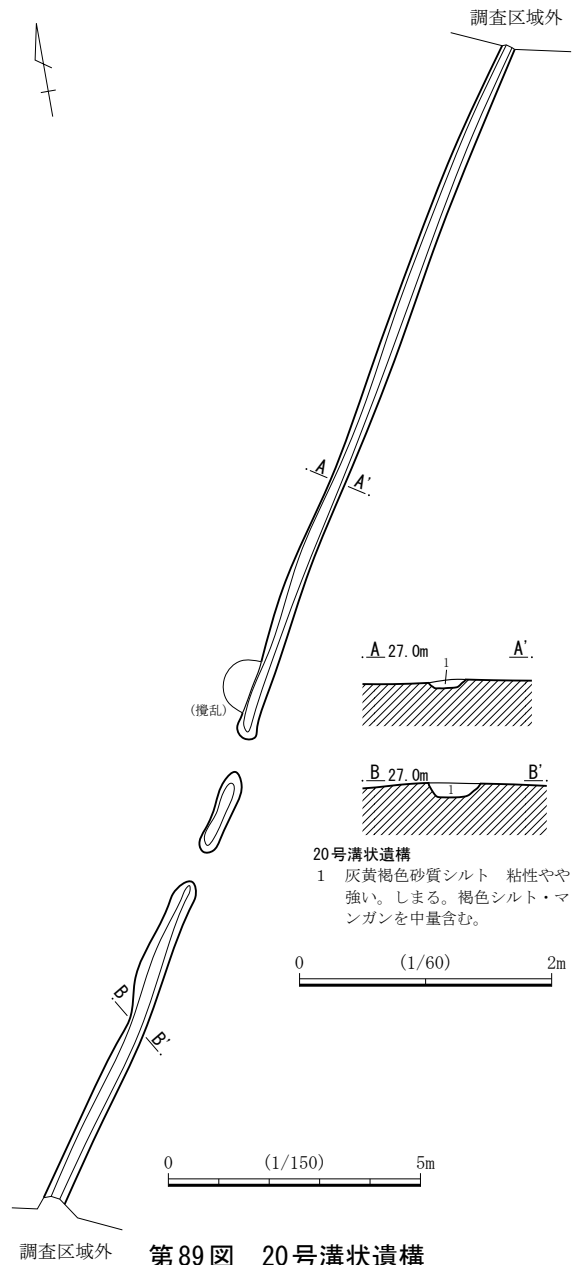 調査区域外
A
A'
A 27.0m A'
1
(攪乱)
B 27.0m B'
1
20号溝状遺構
1 灰黄褐色砂質シルト 粘性やや
強い。しまる。褐色シルト・マ
ンガンを中量含む。
0 (1/60) 2m
B
B'
0 (1/150) 5m
調査区域外
第89図 20号溝状遺構